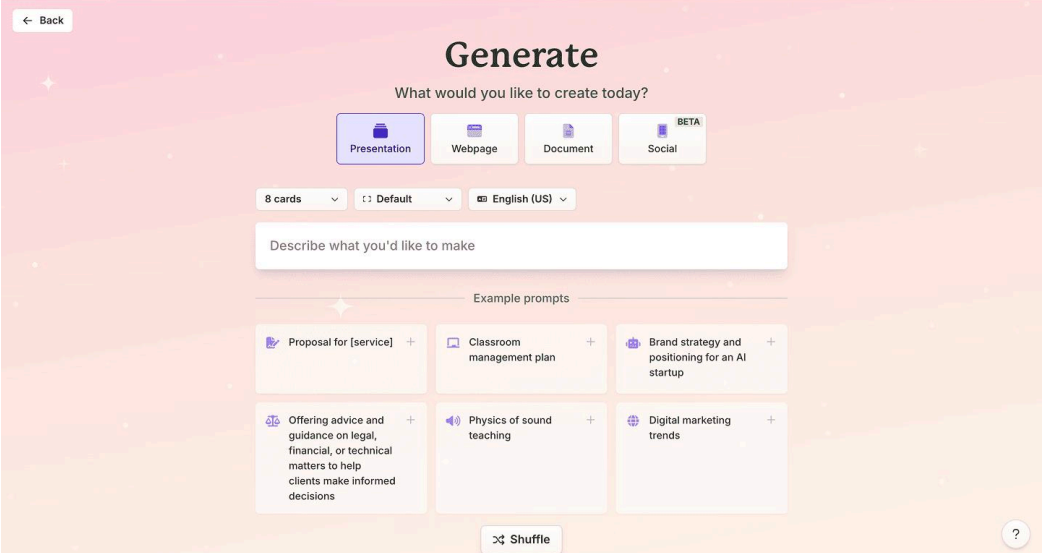 Back
Generate
What would you like to create today?
Presentation
Webpage
Document
BETA
Social
8 cards
Default
English (US)
Describe what you'd like to make
Example prompts
Proposal for [service]
Classroom
management plan
Brand strategy and
positioning for an AI
startup
Offering advice and
guidance on legal,
financial, or technical
matters to help
clients make informed
decisions
Physics of sound
teaching
Digital marketing
trends
Shuffle
?